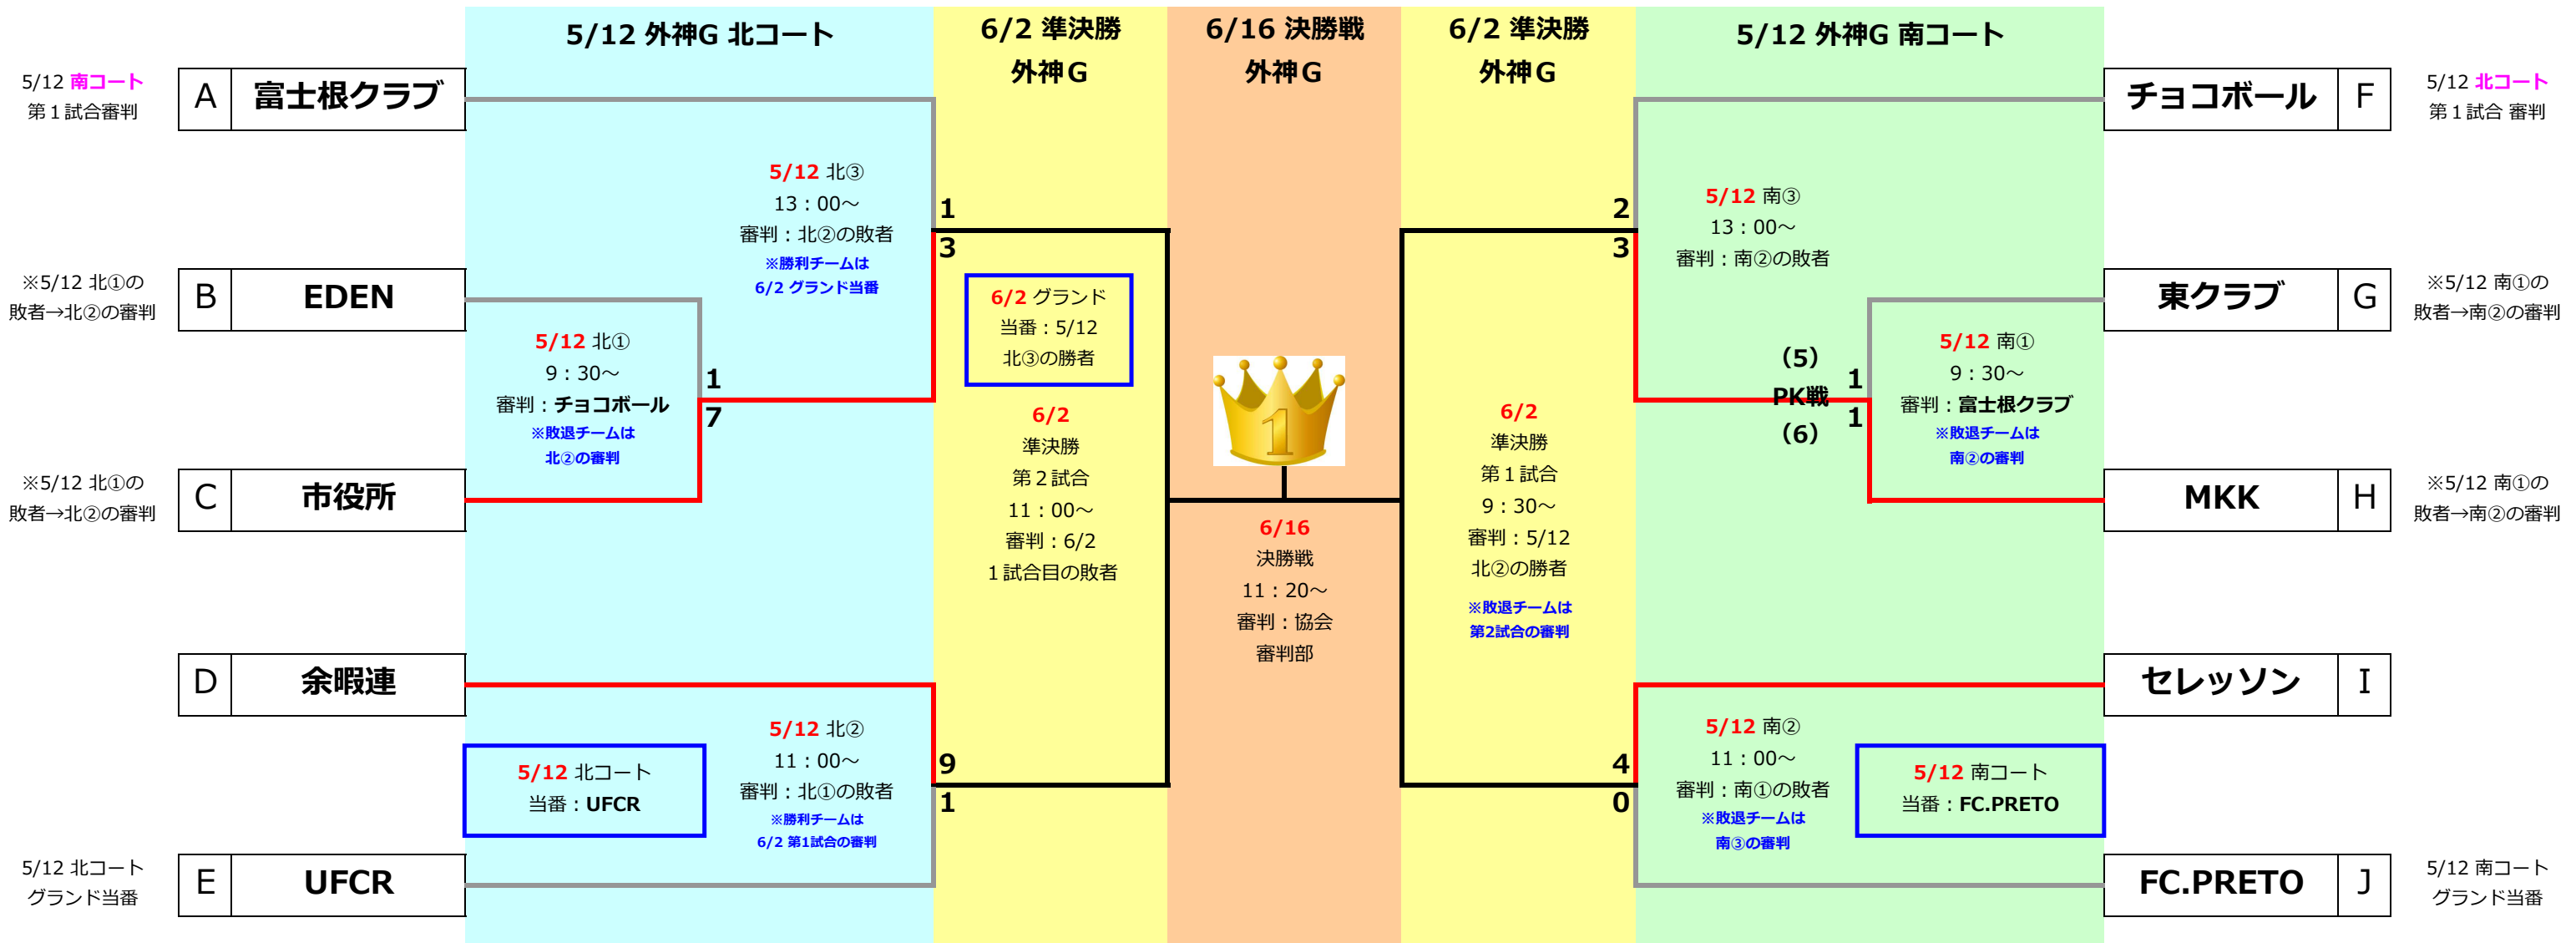 5/12 外神G 北コート
6/2 準決勝
外神G
6/16 決勝戦
外神G
6/2 準決勝
外神G
5/12 外神G 南コート
5/12 南コート
第1試合審判
A 富士根クラブ
チョコボール F
5/12 北コート
第1試合 審判
5/12 北③
13：00～
審判：北②の敗者
※勝利チームは
6/2 グランド当番
1
3
2
3
5/12 南③
13：00～
審判：南②の敗者
※5/12 北①の
敗者→北②の審判
B EDEN
東クラブ G
※5/12 南①の
敗者→南②の審判
6/2 グランド
当番：5/12
北③の勝者
5/12 北①
9：30～
審判：チョコボール
※敗退チームは
北②の審判
1
7
1
（5）
PK戦
（6）
1
1
5/12 南①
9：30～
審判：富士根クラブ
※敗退チームは
南②の審判
6/2
準決勝
第2試合
11：00～
審判：6/2
1試合目の敗者
6/2
準決勝
第1試合
9：30～
審判：5/12
北②の勝者
※敗退チームは
第2試合の審判
※5/12 北①の
敗者→北②の審判
C 市役所
MKK H
※5/12 南①の
敗者→南②の審判
6/16
決勝戦
11：20～
審判：協会
審判部
D 余暇連
セレッソン I
5/12 北コート
当番：UFCR
5/12 北②
11：00～
審判：北①の敗者
※勝利チームは
6/2 第1試合の審判
9
1
4
0
5/12 南②
11：00～
審判：南①の敗者
※敗退チームは
南③の審判
5/12 南コート
当番：FC.PRETO
5/12 北コート
グランド当番
E UFCR
FC.PRETO J
5/12 南コート
グランド当番